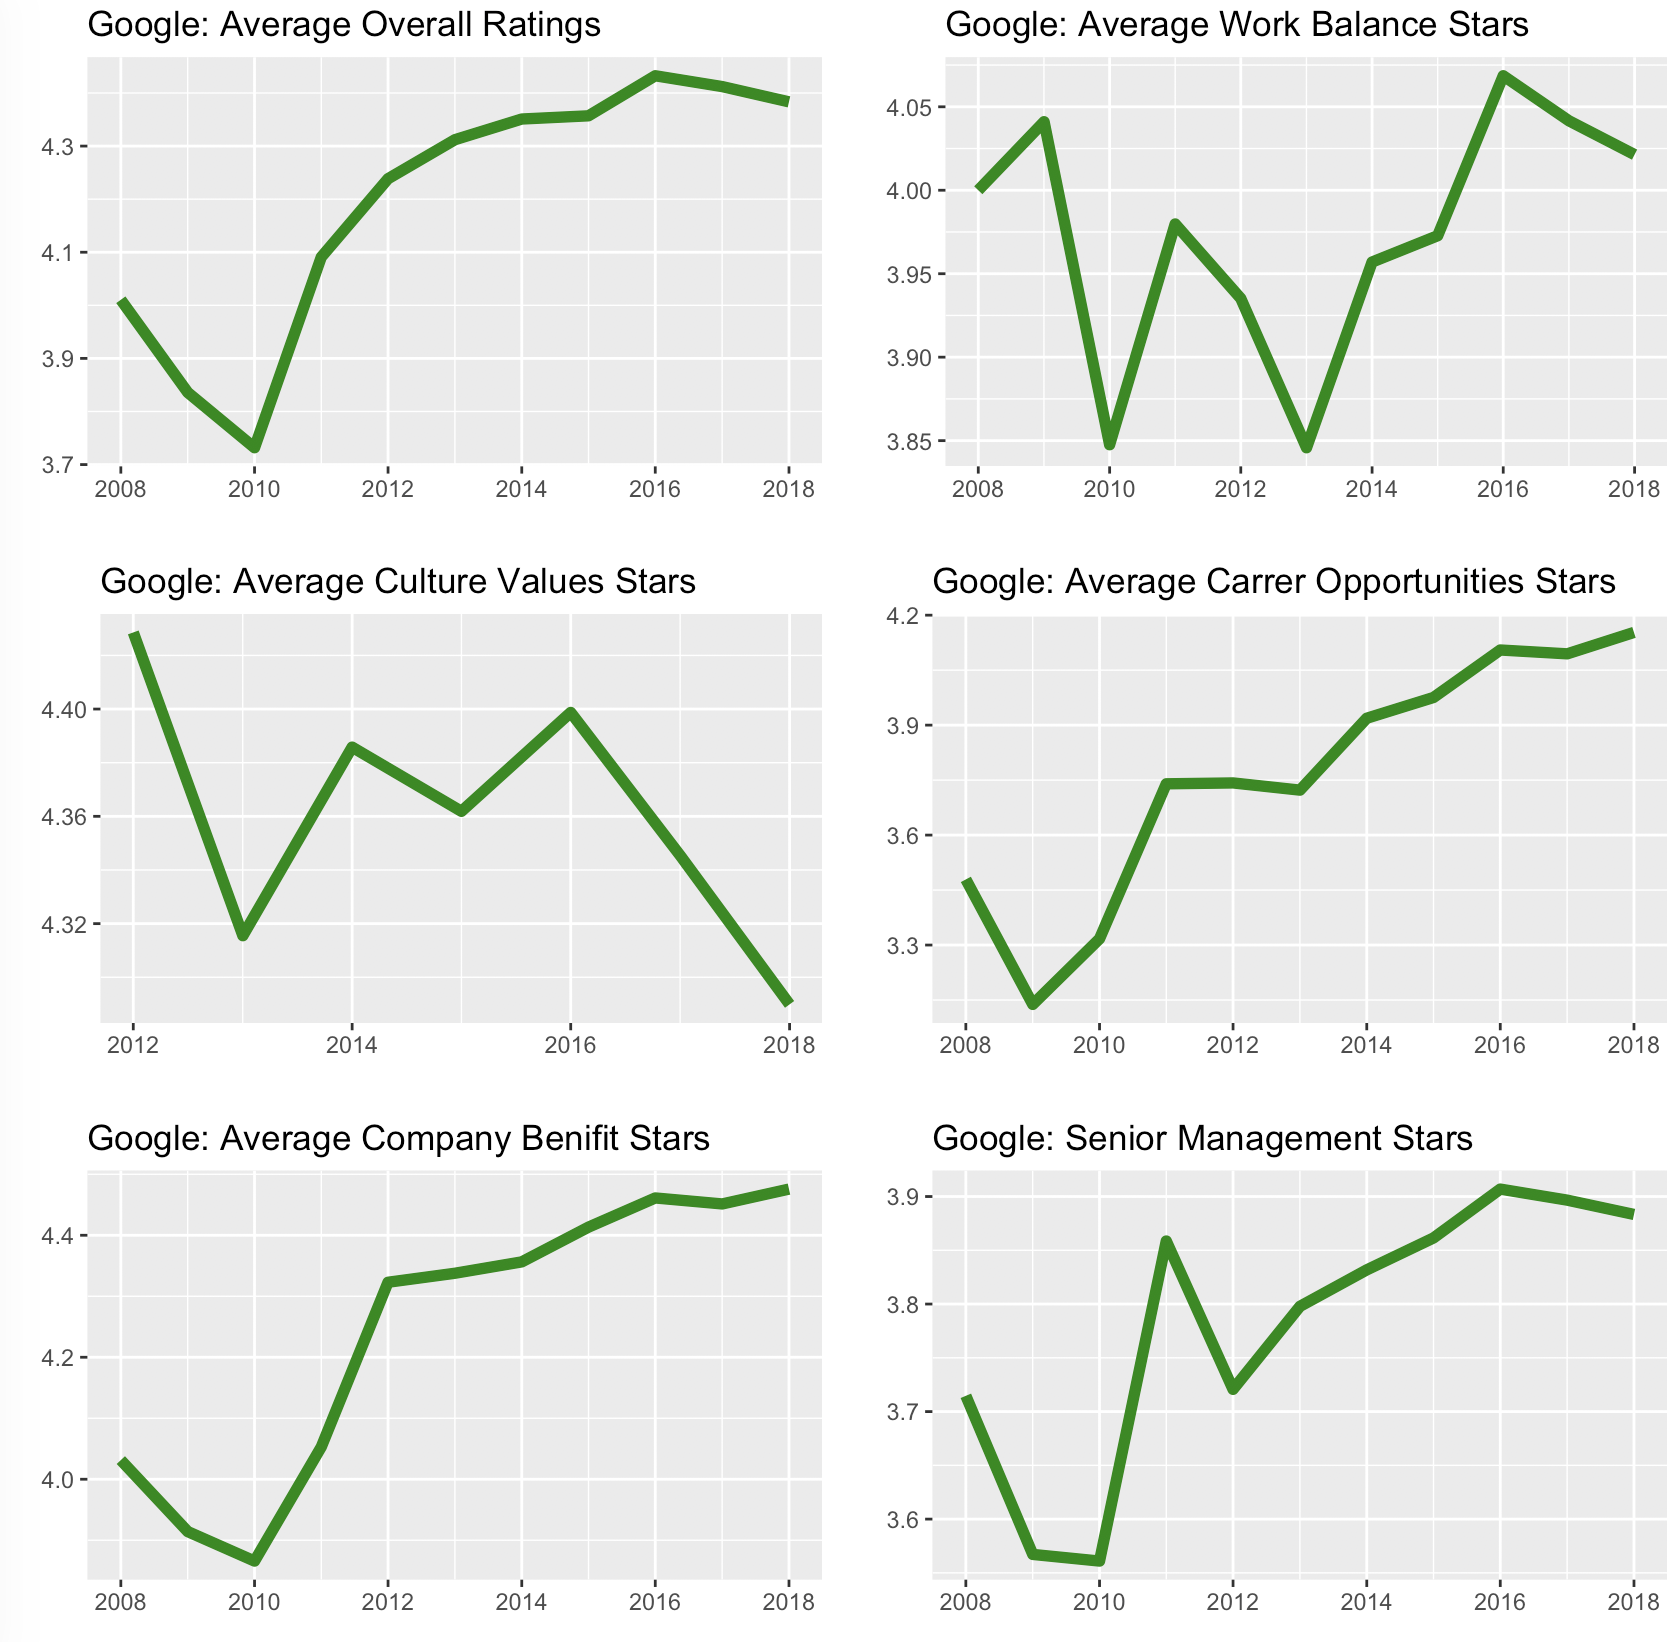 Google: Average Overall Ratings
4.3
4.1
3.9
3.7
2008 2010 2012 2014 2016 2018
Google: Average Work Balance Stars
4.05
4.00
3.95
3.90
3.85
2008 2010 2012 2014 2016 2018
Google: Average Culture Values Stars
4.40
4.36
4.32
2012 2014 2016 2018
Google: Average Carrer Opportunities Stars
4.2
3.9
3.6
3.3
2008 2010 2012 2014 2016 2018
Google: Average Company Benifit Stars
4.4
4.2
4.0
2008 2010 2012 2014 2016 2018
Google: Senior Management Stars
3.9
3.8
3.7
3.6
2008 2010 2012 2014 2016 2018